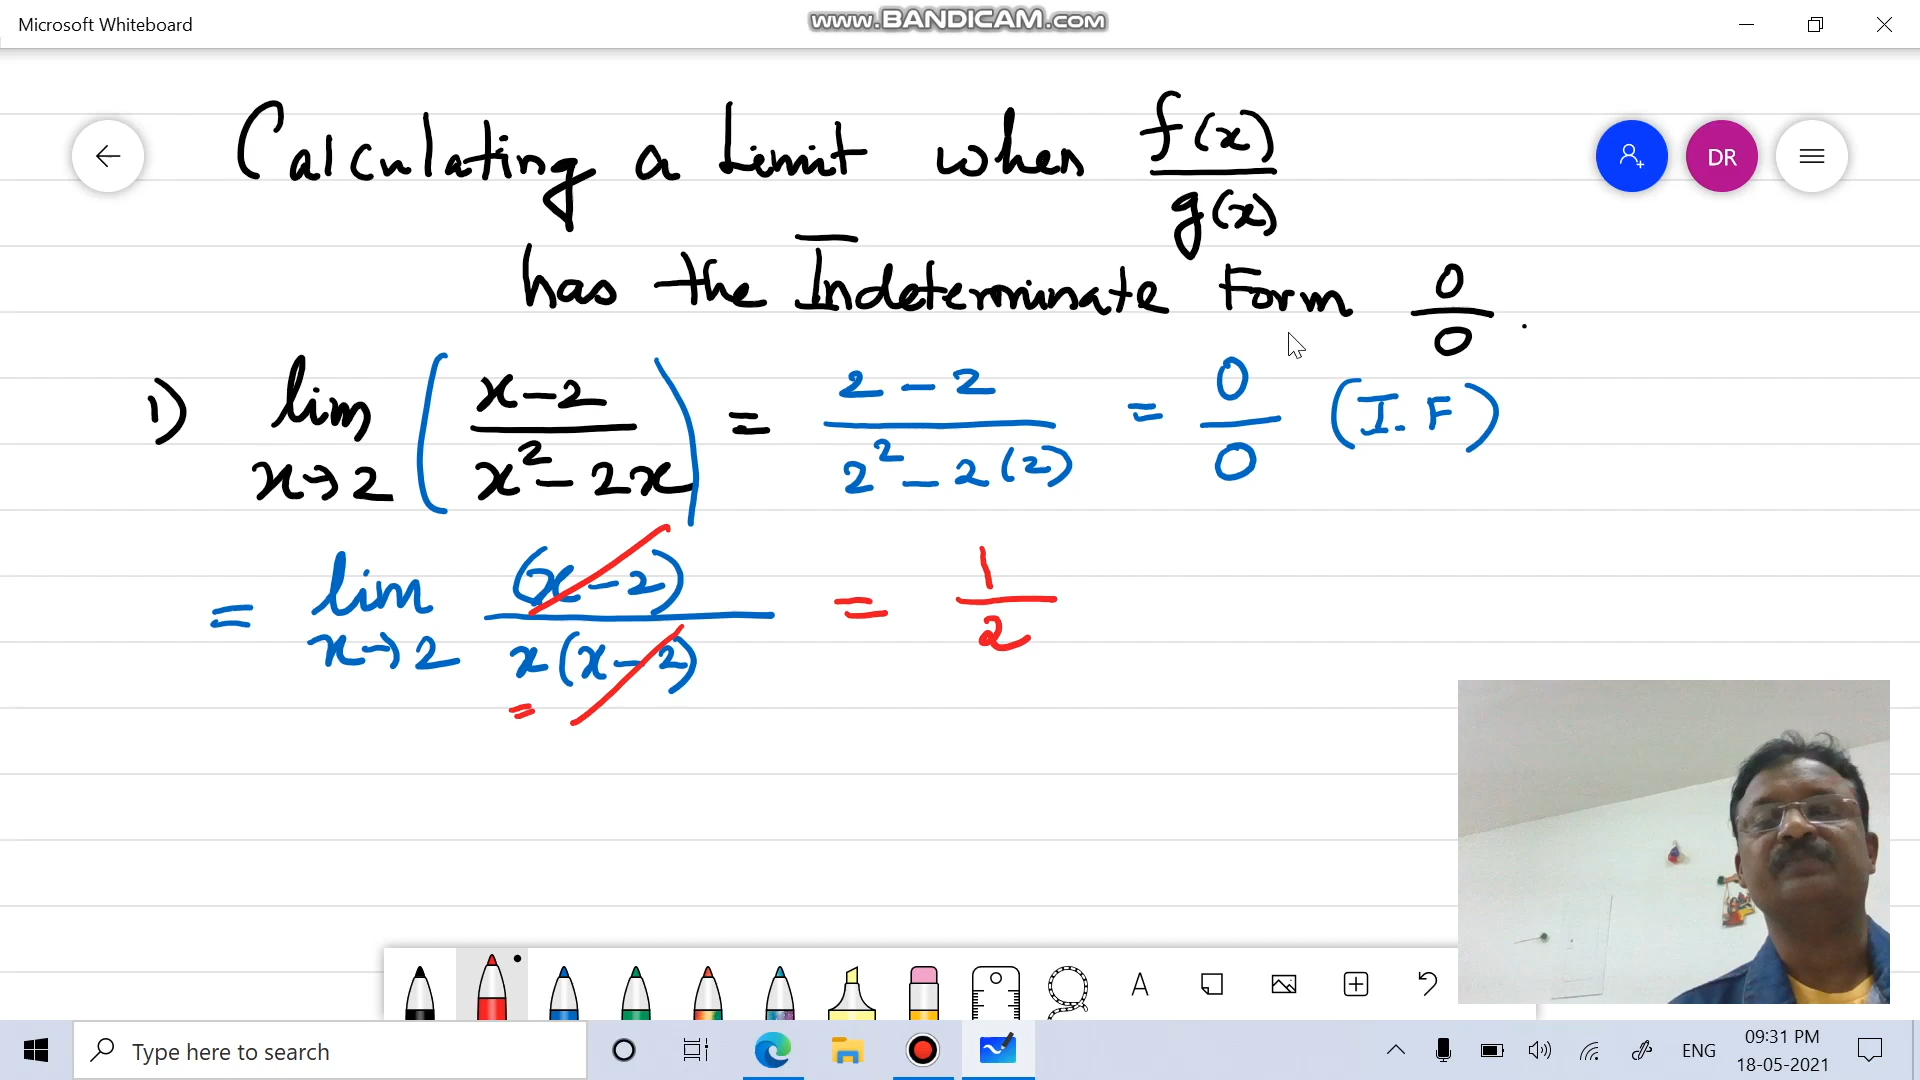 Microsoft Whiteboard
www.BANDICAM.com
Calculating a Limit when f(x)/g(x)
DR
has the Indeterminate Form 0/0.
1) lim x→2 ( x-2 / x² - 2x ) = 2-2 / 2² - 2(2) = 0/0 (I.F)
= lim x→2 (x-2) / x(x-2) = 1/2
=
A
Type here to search
ENG
09:31 PM
18-05-2021